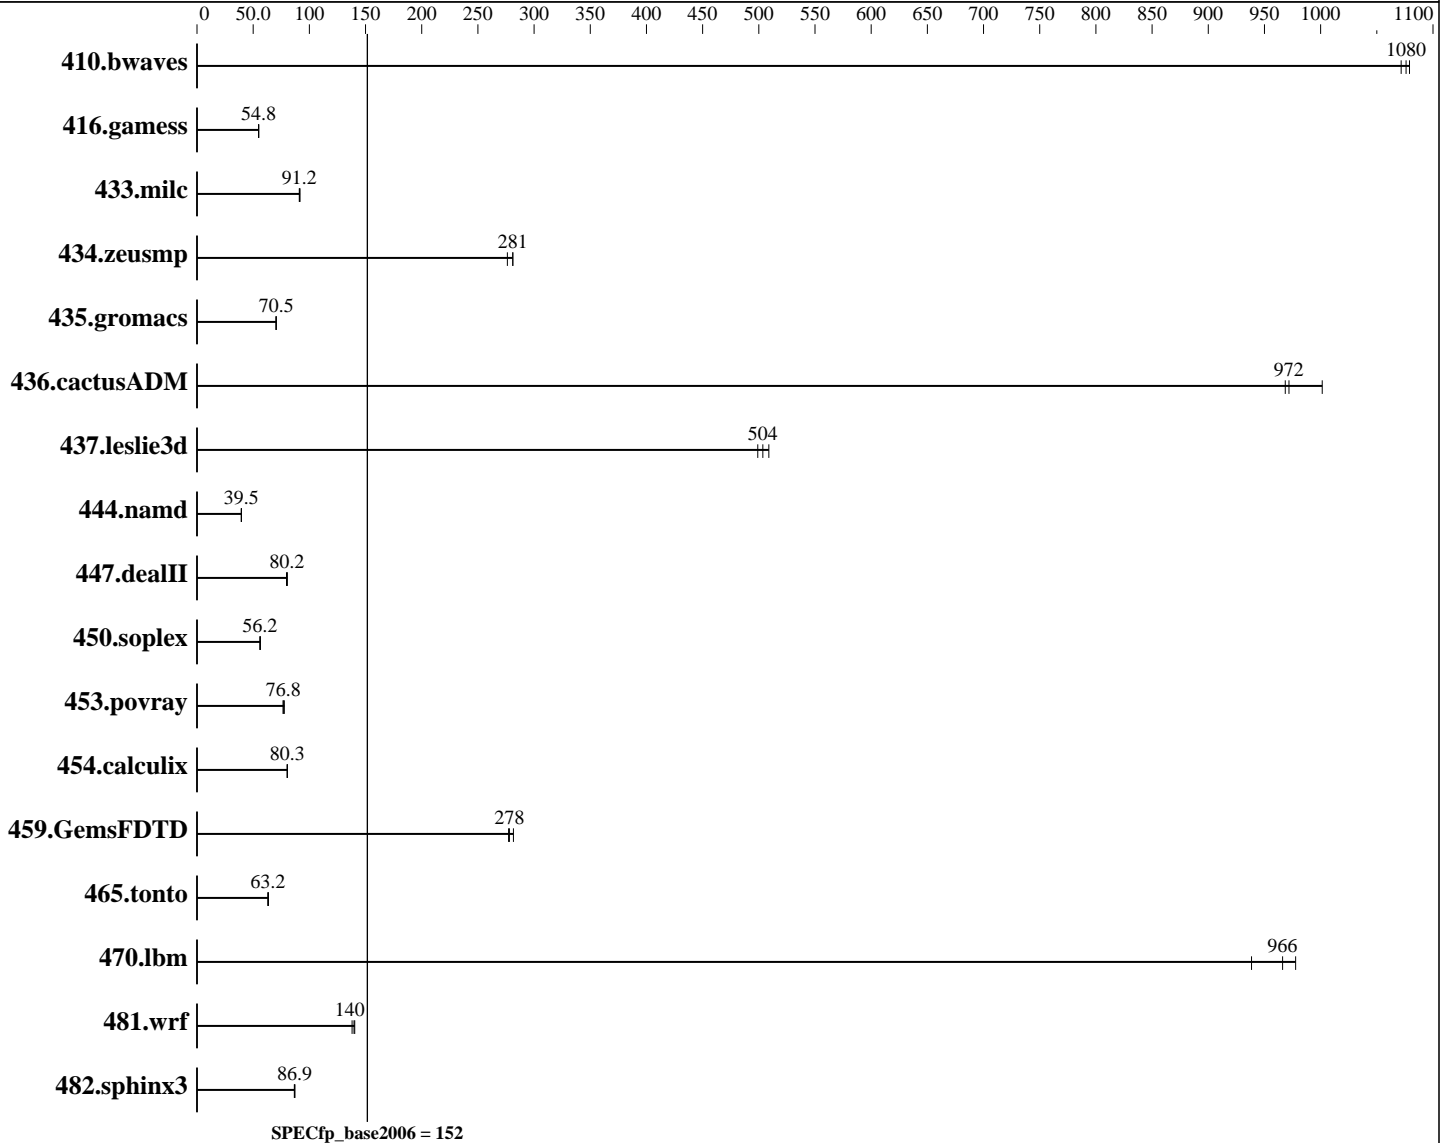 0 50.0 100 150 200 250 300 350 400 450 500 550 600 650 700 750 800 850 900 950 1000 1100
1080
410.bwaves
54.8
416.gamess
91.2
433.milc
281
434.zeusmp
70.5
435.gromacs
972
436.cactusADM
504
437.leslie3d
39.5
444.namd
80.2
447.dealII
56.2
450.soplex
76.8
453.povray
80.3
454.calculix
278
459.GemsFDTD
63.2
465.tonto
966
470.lbm
140
481.wrf
86.9
482.sphinx3
SPECfp_base2006 = 152